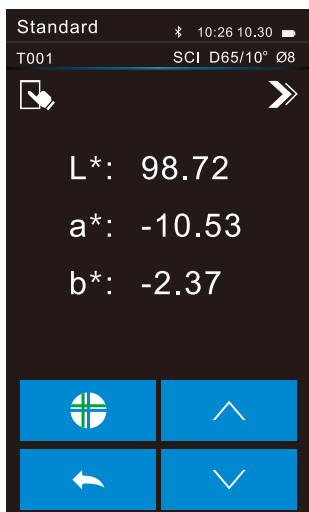 Standard 10:26 10.30
T001 SCI D65/10° Ø8
L*: 98.72
a*: -10.53
b*: -2.37